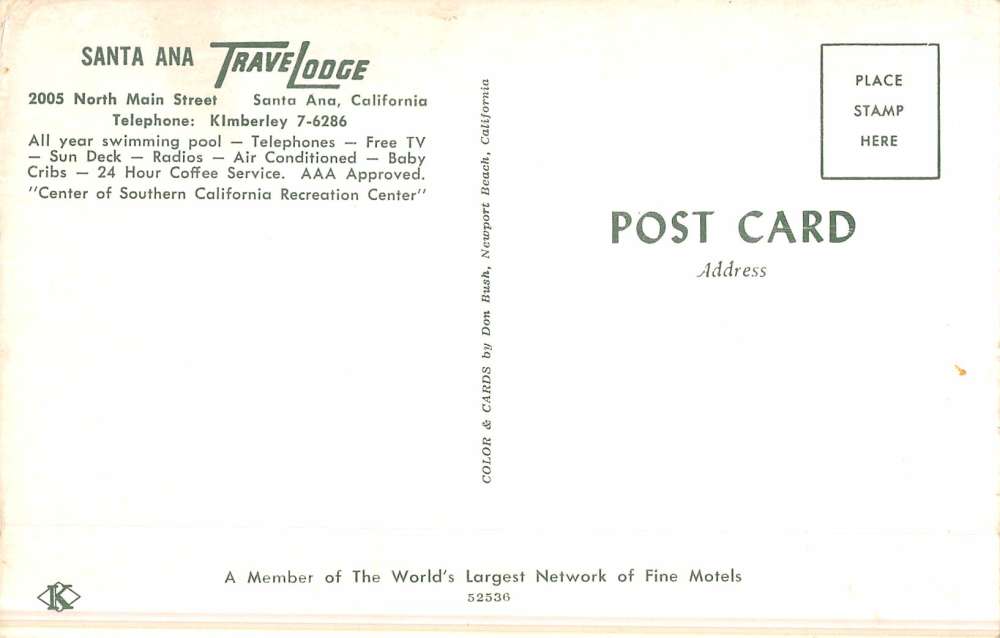 SANTA ANA TRAVELODGE
2005 North Main Street Santa Ana, California
Telephone: KImberley 7-6286
All year swimming pool — Telephones — Free TV
— Sun Deck — Radios — Air Conditioned — Baby
Cribs — 24 Hour Coffee Service. AAA Approved.
"Center of Southern California Recreation Center"
COLOR & CARDS by Don Bush, Newport Beach, California
PLACE
STAMP
HERE
POST CARD
Address
K
A Member of The World's Largest Network of Fine Motels
52536